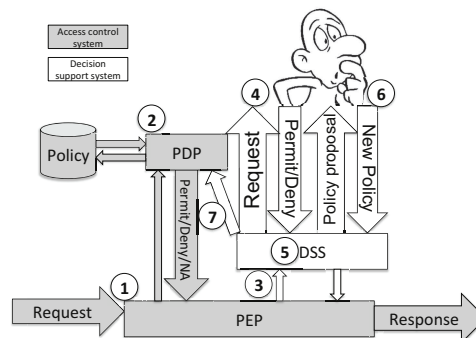 Access control
system
Decision
support system
4
6
2
Policy
PDP
Request
Permit/Deny
Policy proposal
New Policy
Permit/Deny/NA
7
5
DSS
1
3
Request
PEP
Response